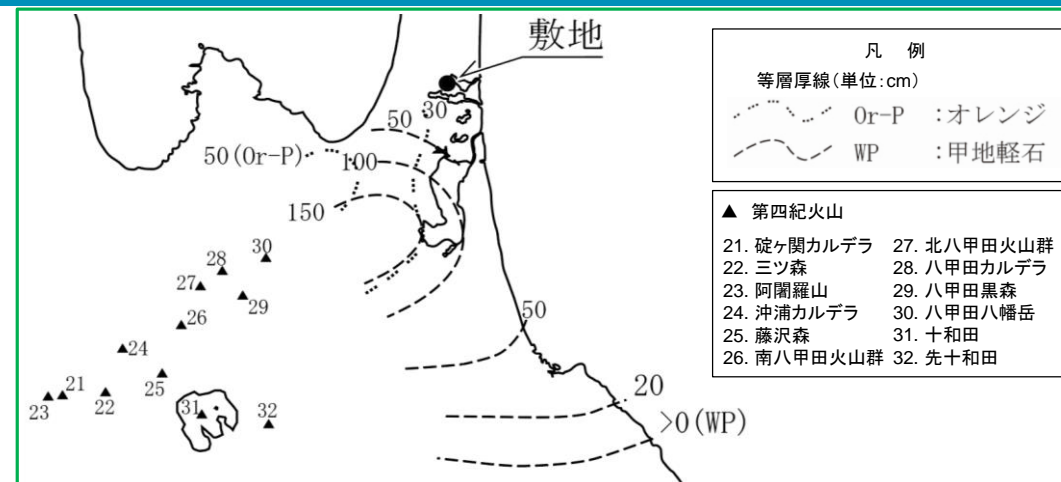 敷地
30
50
50(Or-P)
100
150
30
28
27
29
26
24
25
23
21
22
31
32
50
20
>0(WP)
凡 例
等層厚線(単位:cm)
Or-P :オレンジ
WP :甲地軽石
▲ 第四紀火山
21. 碇ヶ関カルデラ 27. 北八甲田火山群
22. 三ツ森 28. 八甲田カルデラ
23. 阿闍羅山 29. 八甲田黒森
24. 沖浦カルデラ 30. 八甲田八幡岳
25. 藤沢森 31. 十和田
26. 南八甲田火山群 32. 先十和田